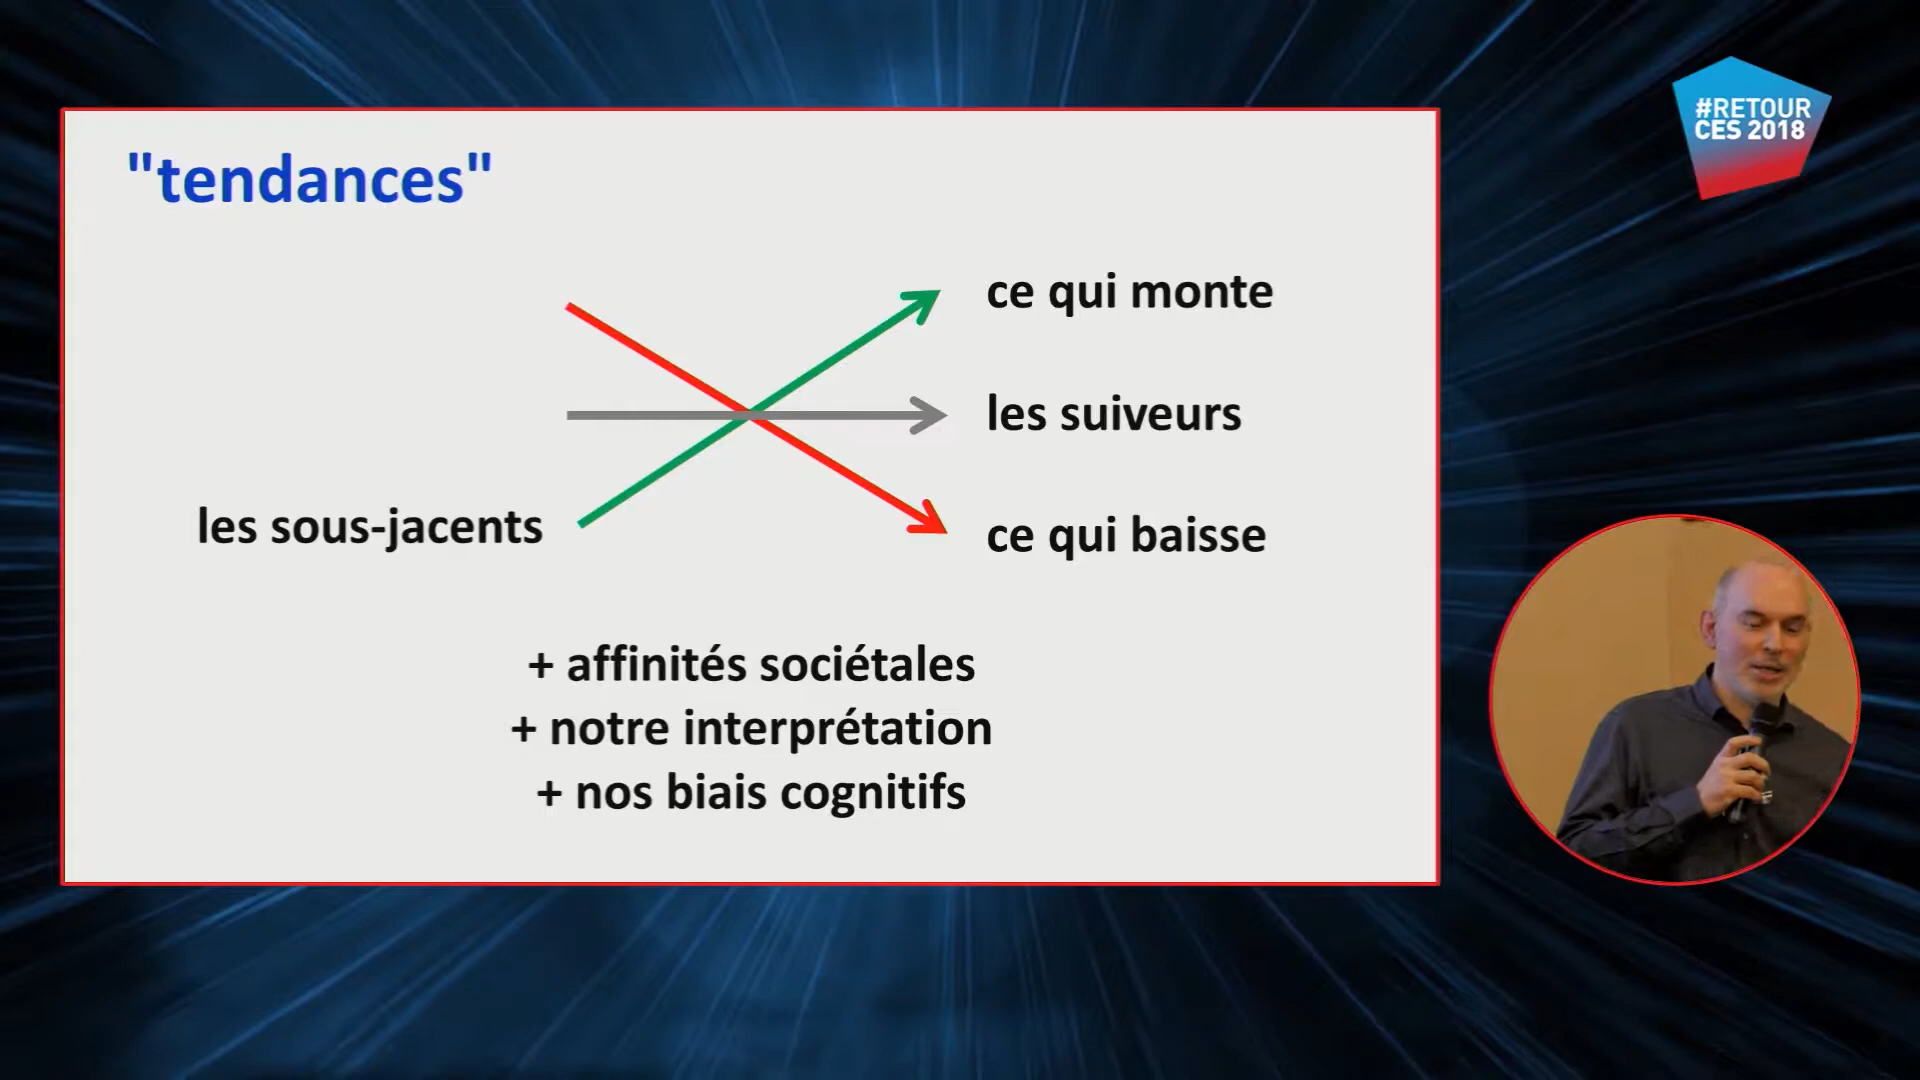 #RETOUR
CES 2018
"tendances"
ce qui monte
les suiveurs
les sous-jacents
ce qui baisse
+ affinités sociétales
+ notre interprétation
+ nos biais cognitifs